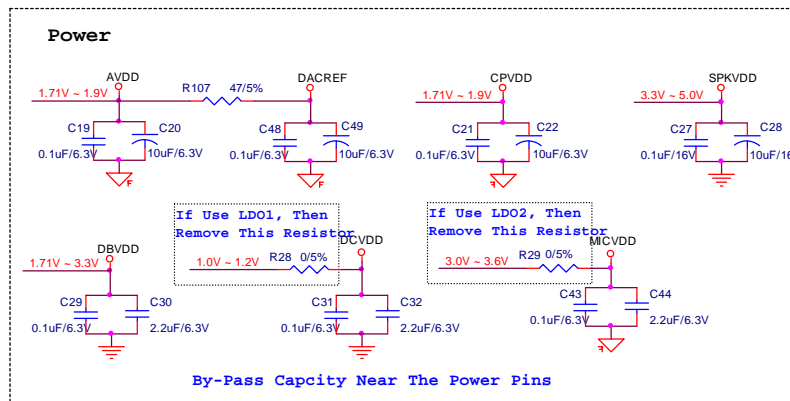 Power
AVDD
DACREF
CPVDD
SPKVDD
1.71V ~ 1.9V
R107 47/5%
1.71V ~ 1.9V
3.3V ~ 5.0V
C19
C20
C48
C49
C21
C22
C27
C28
0.1uF/6.3V
10uF/6.3V
0.1uF/6.3V
10uF/6.3V
0.1uF/6.3V
10uF/6.3V
0.1uF/16V
10uF/16
If Use LDO1, Then
Remove This Resistor
If Use LDO2, Then
Remove This Resistor
DBVDD
DCVDD
MICVDD
1.71V ~ 3.3V
1.0V ~ 1.2V
R28 0/5%
3.0V ~ 3.6V
R29 0/5%
C29
C30
C31
C32
C43
C44
0.1uF/6.3V
2.2uF/6.3V
0.1uF/6.3V
2.2uF/6.3V
0.1uF/6.3V
2.2uF/6.3V
By-Pass Capcity Near The Power Pins